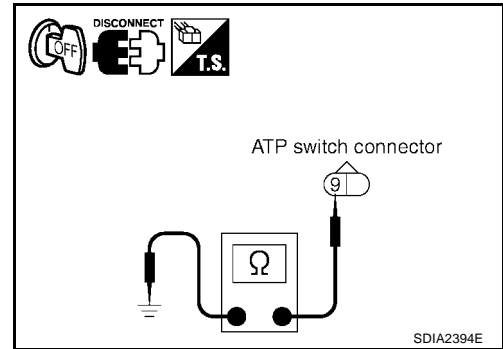 DISCONNECT
OFF
T.S.
ATP switch connector
9
Ω
SDIA2394E